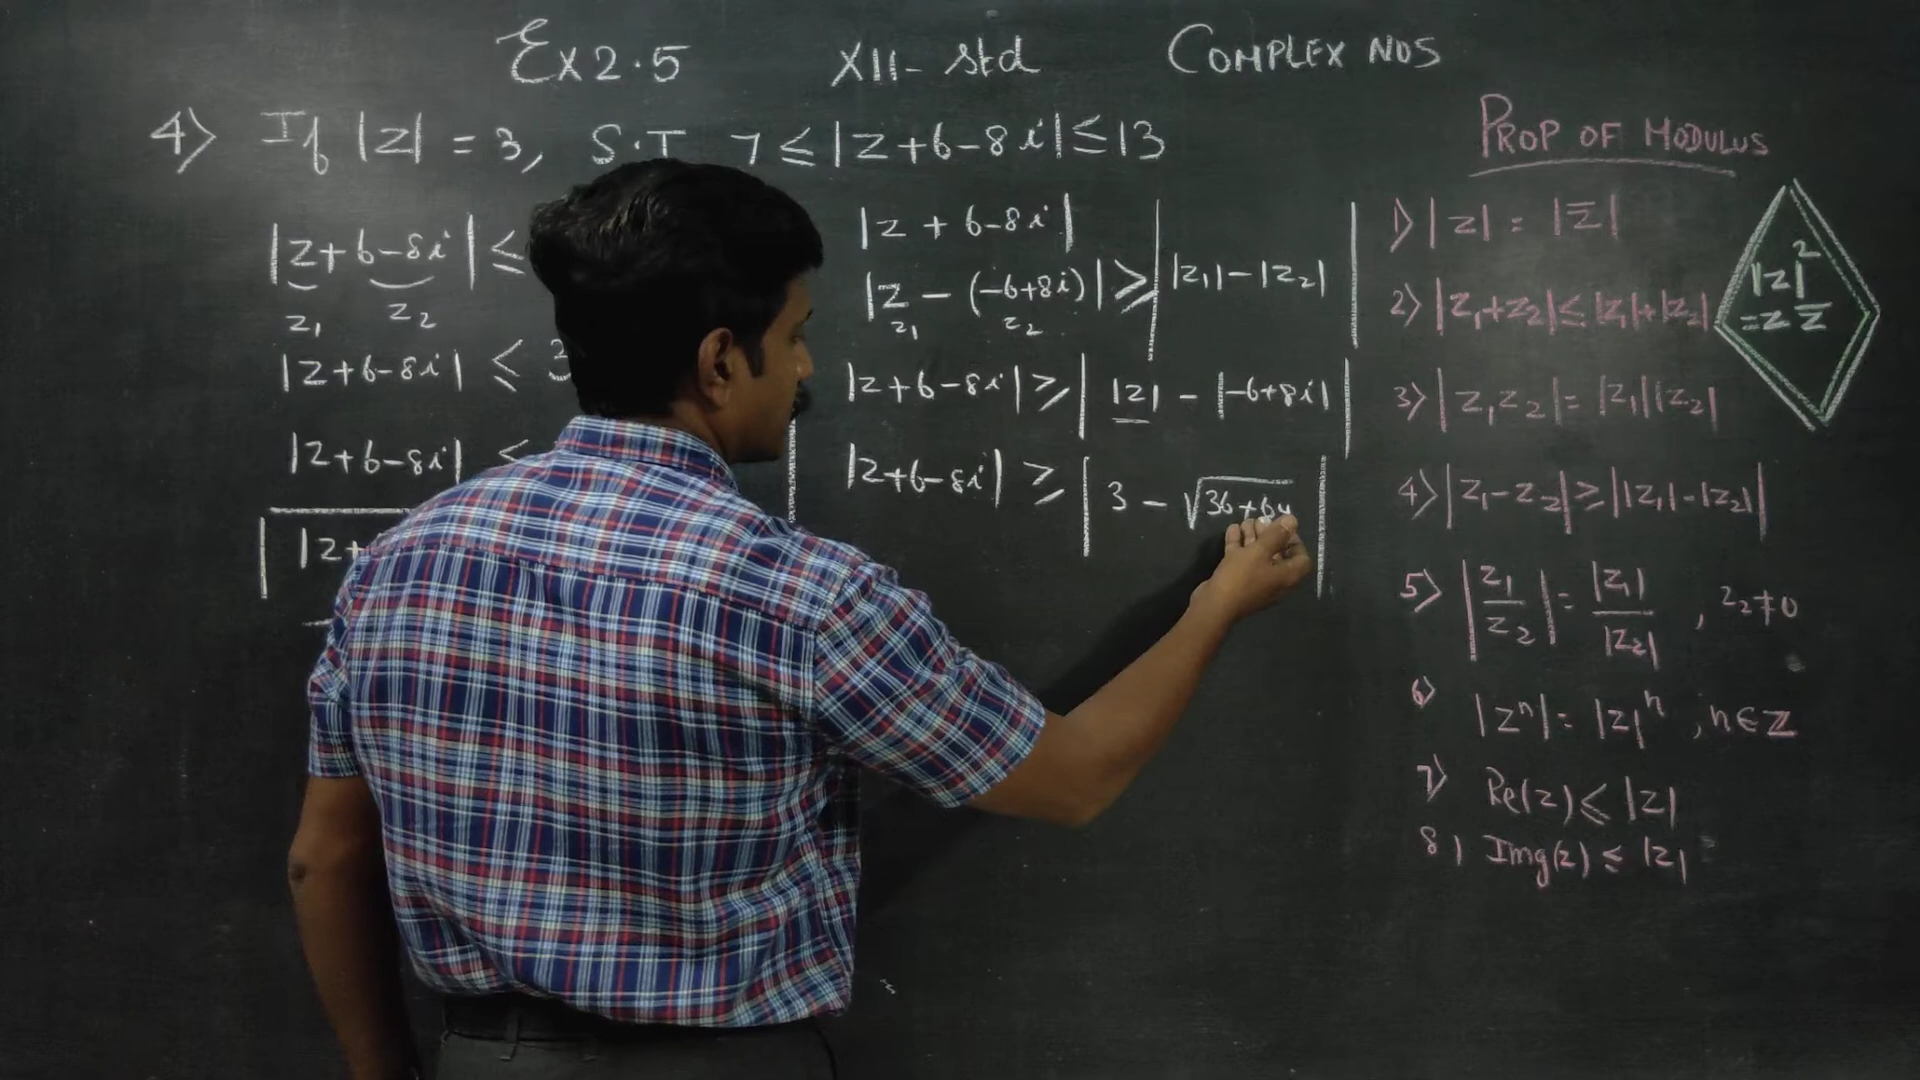 Ex 2.5 XII- Std COMPLEX NOS
4) If |z| = 3, S.T 7 ≤ |z+6-8i| ≤ 13
|z+6-8i| ≤
z₁ z₂
|z+6-8i| ≤ 3
|z+6-8i| ≤
|z+
|z + 6-8i|
|z - (-6+8i)| ≥ ||z₁| - |z₂||
z₁ z₂
|z+6-8i| ≥ ||z| - |-6+8i||
|z+6-8i| ≥ |3 - √36+64|
PROP OF MODULUS
1) |z| = |z̅|
2) |z₁+z₂| ≤ |z₁|+|z₂|
3) |z₁z₂| = |z₁||z₂|
4) |z₁-z₂| ≥ ||z₁|-|z₂||
5) |z₁/z₂| = |z₁|/|z₂| , z₂≠0
6) |zⁿ| = |z|ⁿ , n∈Z
7) Re(z) ≤ |z|
8) Img(z) ≤ |z|
|z|²
=z z̅